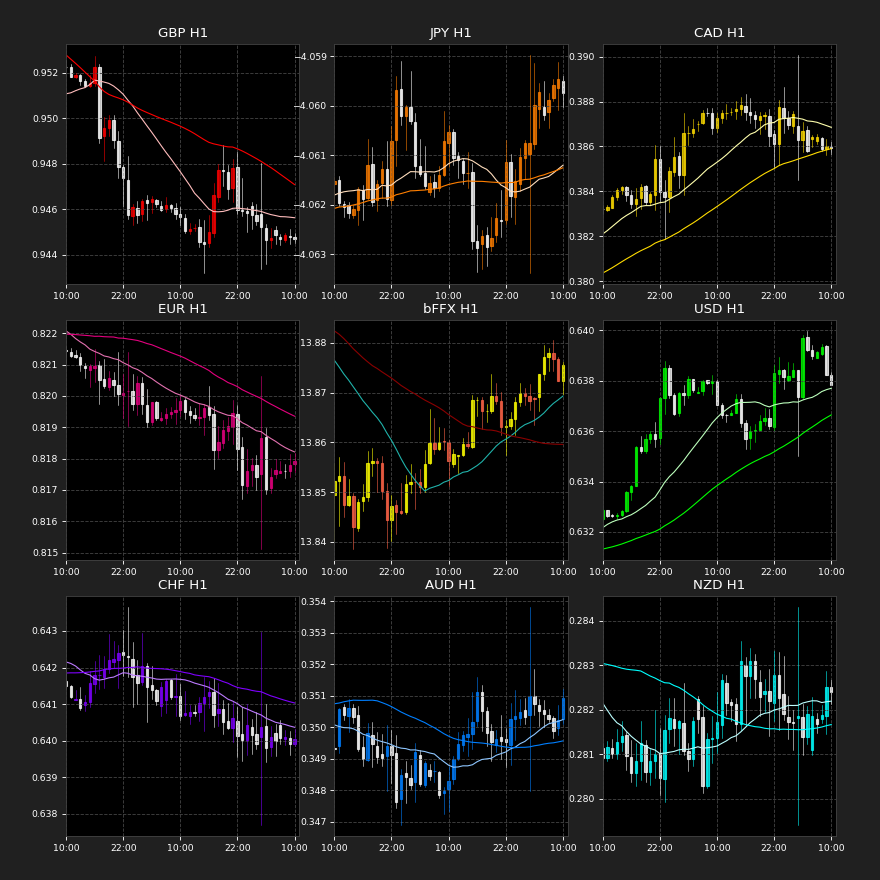 GBP H1
JPY H1
CAD H1
0.952
0.950
0.948
0.946
0.944
4.059
4.060
4.061
4.062
4.063
0.390
0.388
0.386
0.384
0.382
0.380
10:00 22:00 10:00 22:00 10:00
10:00 22:00 10:00 22:00 10:00
10:00 22:00 10:00 22:00 10:00
EUR H1
bFFX H1
USD H1
0.822
0.821
0.820
0.819
0.818
0.817
0.816
0.815
13.88
13.87
13.86
13.85
13.84
0.640
0.638
0.636
0.634
0.632
10:00 22:00 10:00 22:00 10:00
10:00 22:00 10:00 22:00 10:00
10:00 22:00 10:00 22:00 10:00
CHF H1
AUD H1
NZD H1
0.643
0.642
0.641
0.640
0.639
0.638
0.354
0.353
0.352
0.351
0.350
0.349
0.348
0.347
0.284
0.283
0.282
0.281
0.280
10:00 22:00 10:00 22:00 10:00
10:00 22:00 10:00 22:00 10:00
10:00 22:00 10:00 22:00 10:00